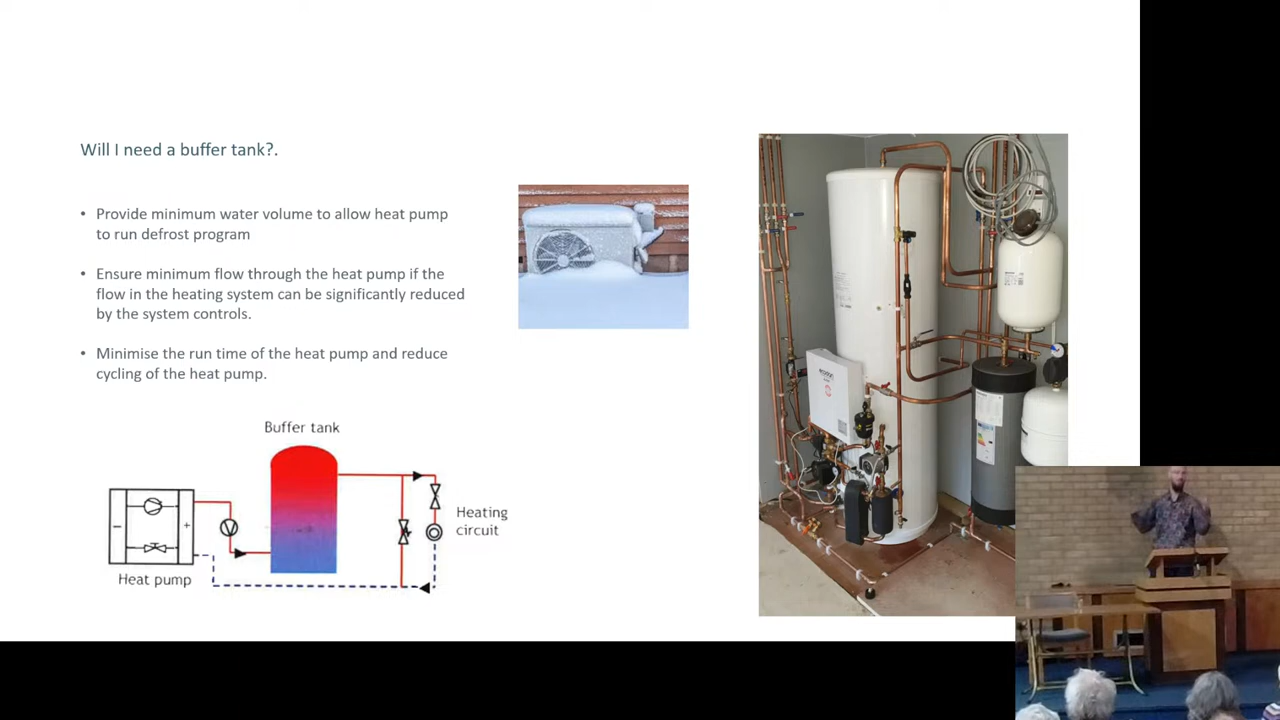 Will I need a buffer tank?.
• Provide minimum water volume to allow heat pump
to run defrost program
• Ensure minimum flow through the heat pump if the
flow in the heating system can be significantly reduced
by the system controls.
• Minimise the run time of the heat pump and reduce
cycling of the heat pump.
Buffer tank
Heating
circuit
Heat pump
ecodan